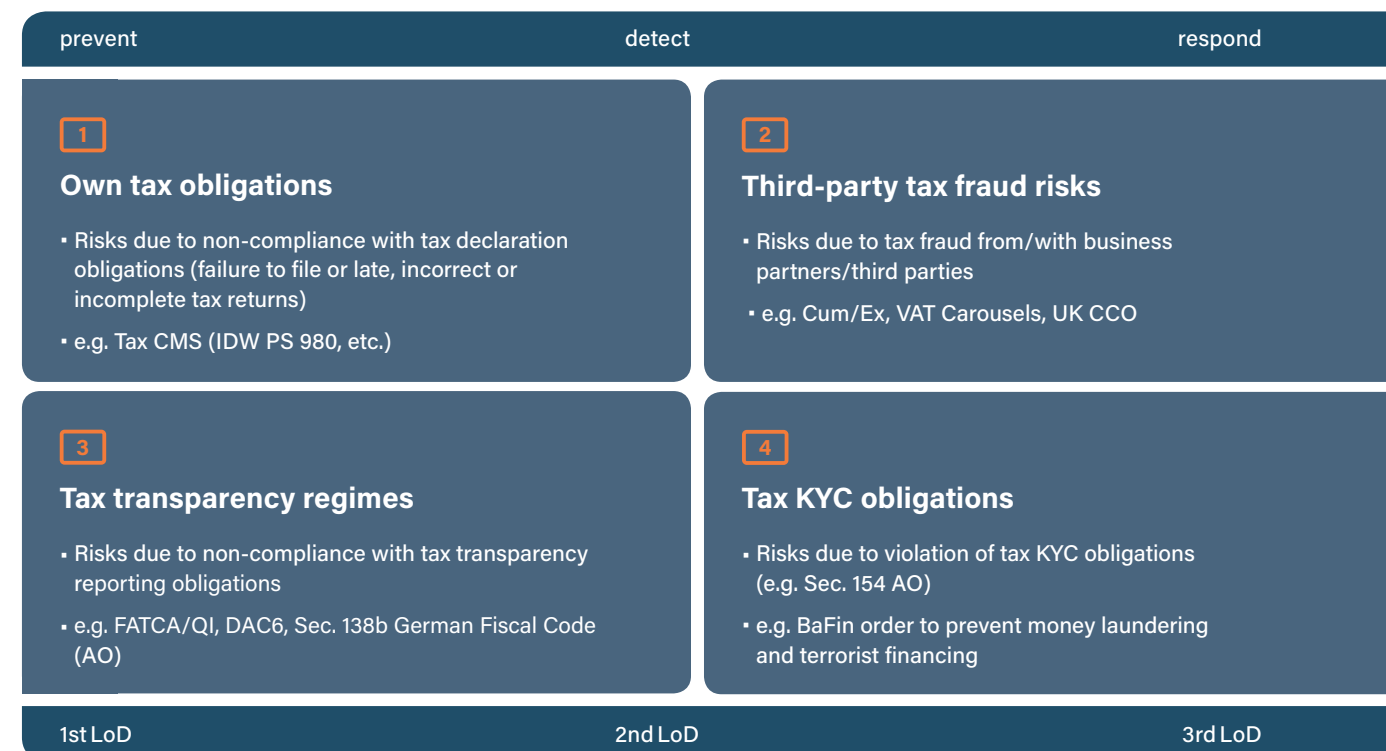 prevent detect respond
1
Own tax obligations
▪ Risks due to non-compliance with tax declaration
obligations (failure to file or late, incorrect or
incomplete tax returns)
▪ e.g. Tax CMS (IDW PS 980, etc.)
2
Third-party tax fraud risks
▪ Risks due to tax fraud from/with business
partners/third parties
▪ e.g. Cum/Ex, VAT Carousels, UK CCO
3
Tax transparency regimes
▪ Risks due to non-compliance with tax transparency
reporting obligations
▪ e.g. FATCA/QI, DAC6, Sec. 138b German Fiscal Code
(AO)
4
Tax KYC obligations
▪ Risks due to violation of tax KYC obligations
(e.g. Sec. 154 AO)
▪ e.g. BaFin order to prevent money laundering
and terrorist financing
1st LoD 2nd LoD 3rd LoD